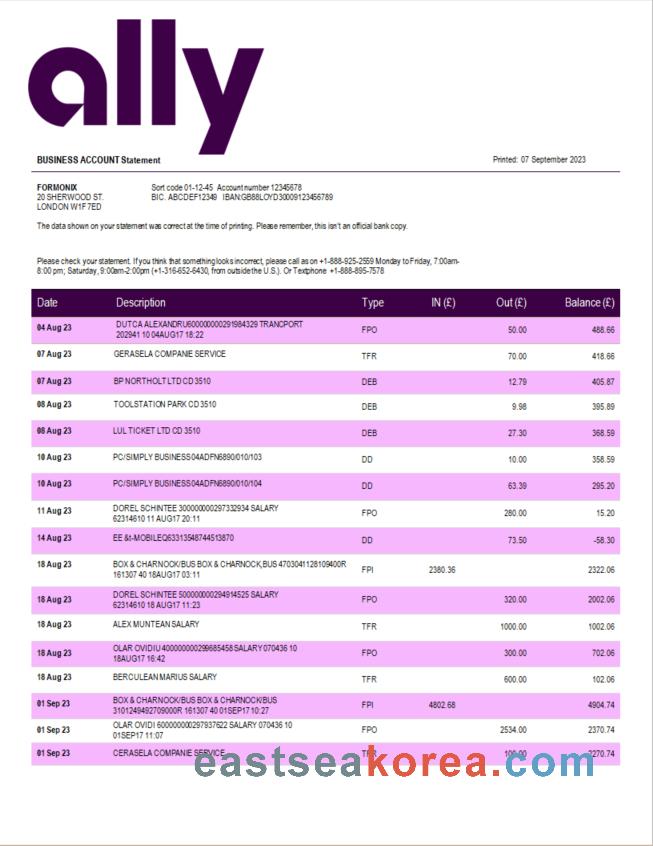 ally
BUSINESS ACCOUNT Statement Printed: 07 September 2023
FORMONIX Sort code 01-12-45 Account number 12345678
20 SHERWOOD ST. BIC. ABCDEF12349 IBAN:GB88LOYD30009123456789
LONDON W1F 7ED
The data shown on your statement was correct at the time of printing. Please remember, this isn't an official bank copy.
Please check your statement. If you think that something looks incorrect, please call as on +1-888-925-2559 Monday to Friday, 7:00am-
8:00 pm; Saturday, 9:00am-2:00pm (+1-316-652-6430, from outside the U.S.). Or Textphone +1-888-895-7578
Date Description Type IN (£) Out (£) Balance (£)
04 Aug 23 DUTCA ALEXANDRU600000000291984329 TRANCPORT FPO 50.00 488.66
202941 10 04AUG17 18:22
07 Aug 23 GERASELA COMPANIE SERVICE TFR 70.00 418.66
07 Aug 23 BP NORTHOLT LTD CD 3510 DEB 12.79 405.87
08 Aug 23 TOOLSTATION PARK CD 3510 DEB 9.98 395.89
08 Aug 23 LUL TICKET LTD CD 3510 DEB 27.30 368.59
10 Aug 23 PC/SIMPLY BUSINESS04ADFN6890/010/103 DD 10.00 358.59
10 Aug 23 PC/SIMPLY BUSINESS04ADFN6890/010/104 DD 63.39 295.20
11 Aug 23 DOREL SCHINTEE 300000000297332934 SALARY FPO 280.00 15.20
62314610 11 AUG17 20:11
14 Aug 23 EE &t-MOBILEQ63313548744513870 DD 73.50 -58.30
18 Aug 23 BOX & CHARNOCK/BUS BOX & CHARNOCK,BUS 4703041128109400R FPI 2380.36 2322.06
161307 40 18AUG17 03:11
18 Aug 23 DOREL SCHINTEE 500000000294914525 SALARY FPO 320.00 2002.06
62314610 18 AUG17 11:23
18 Aug 23 ALEX MUNTEAN SALARY TFR 1000.00 1002.06
18 Aug 23 OLAR OVIDIU 400000000299685458 SALARY 070436 10 FPO 300.00 702.06
18AUG17 16:42
18 Aug 23 BERCULEAN MARIUS SALARY TFR 600.00 102.06
01 Sep 23 BOX & CHARNOCK/BUS BOX & CHARNOCK/BUS FPI 4802.68 4904.74
3101249492709000R 161307 40 01SEP17 10:27
01 Sep 23 OLAR OVIDI 600000000297937622 SALARY 070436 10 FPO 2534.00 2370.74
01SEP17 11:07
01 Sep 23 CERASELA COMPANIE SERVICE TFR 100.00 2270.74
eastseakorea.com